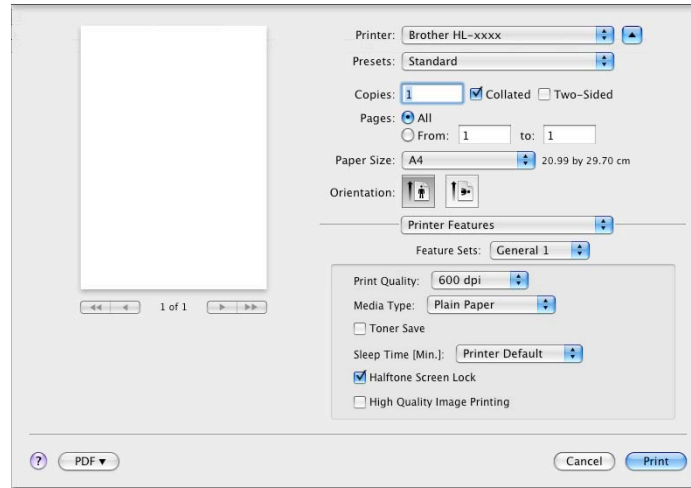 Printer: Brother HL-xxxx
Presets: Standard
Copies: 1 Collated Two-Sided
Pages: All
From: 1 to: 1
Paper Size: A4 20.99 by 29.70 cm
Orientation:
Printer Features
Feature Sets: General 1
Print Quality: 600 dpi
Media Type: Plain Paper
Toner Save
Sleep Time [Min.]: Printer Default
Halftone Screen Lock
High Quality Image Printing
1 of 1
? PDF▼ Cancel Print